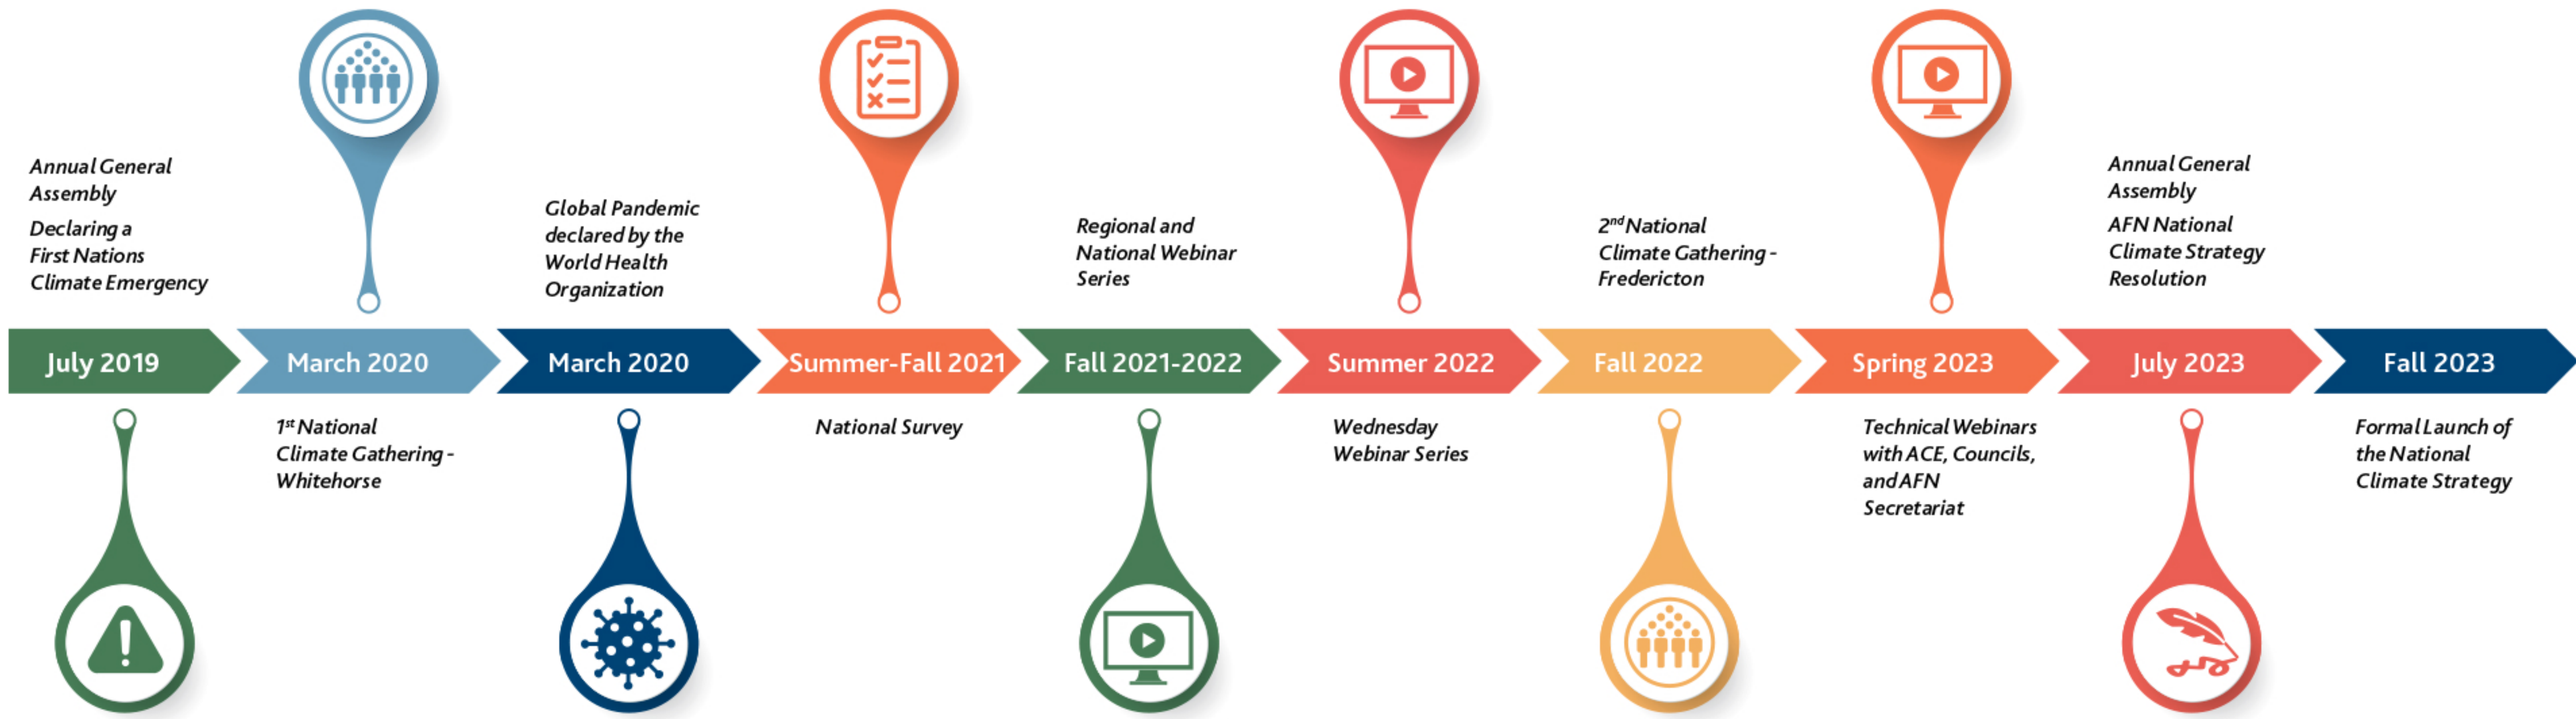 Annual General
Assembly
Declaring a
First Nations
Climate Emergency
July 2019
March 2020
1st National
Climate Gathering -
Whitehorse
Global Pandemic
declared by the
World Health
Organization
March 2020
Summer-Fall 2021
National Survey
Regional and
National Webinar
Series
Fall 2021-2022
Summer 2022
Wednesday
Webinar Series
2nd National
Climate Gathering -
Fredericton
Fall 2022
Spring 2023
Technical Webinars
with ACE, Councils,
and AFN
Secretariat
Annual General
Assembly
AFN National
Climate Strategy
Resolution
July 2023
Fall 2023
Formal Launch of
the National
Climate Strategy